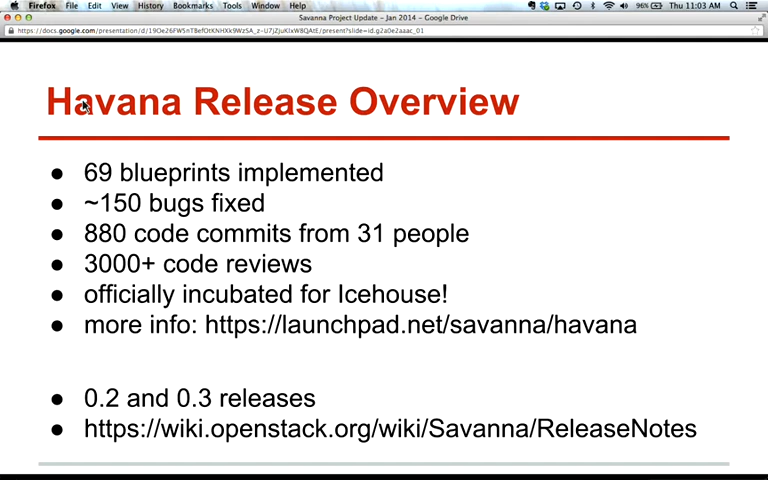 Firefox File Edit View History Bookmarks Tools Window Help 96% Thu 11:03 AM
Savanna Project Update – Jan 2014 – Google Drive
Havana Release Overview
● 69 blueprints implemented
● ~150 bugs fixed
● 880 code commits from 31 people
● 3000+ code reviews
● officially incubated for Icehouse!
● more info: https://launchpad.net/savanna/havana
● 0.2 and 0.3 releases
● https://wiki.openstack.org/wiki/Savanna/ReleaseNotes